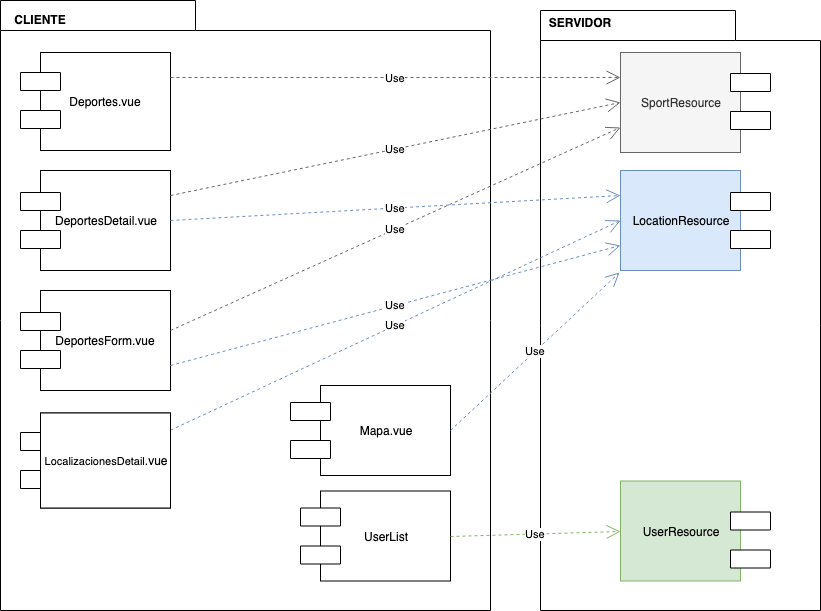 CLIENTE
SERVIDOR
Deportes.vue
Use
SportResource
Use
DeportesDetail.vue
Use
LocationResource
Use
Use
Use
DeportesForm.vue
Use
Mapa.vue
LocalizacionesDetail.vue
UserList
Use
UserResource